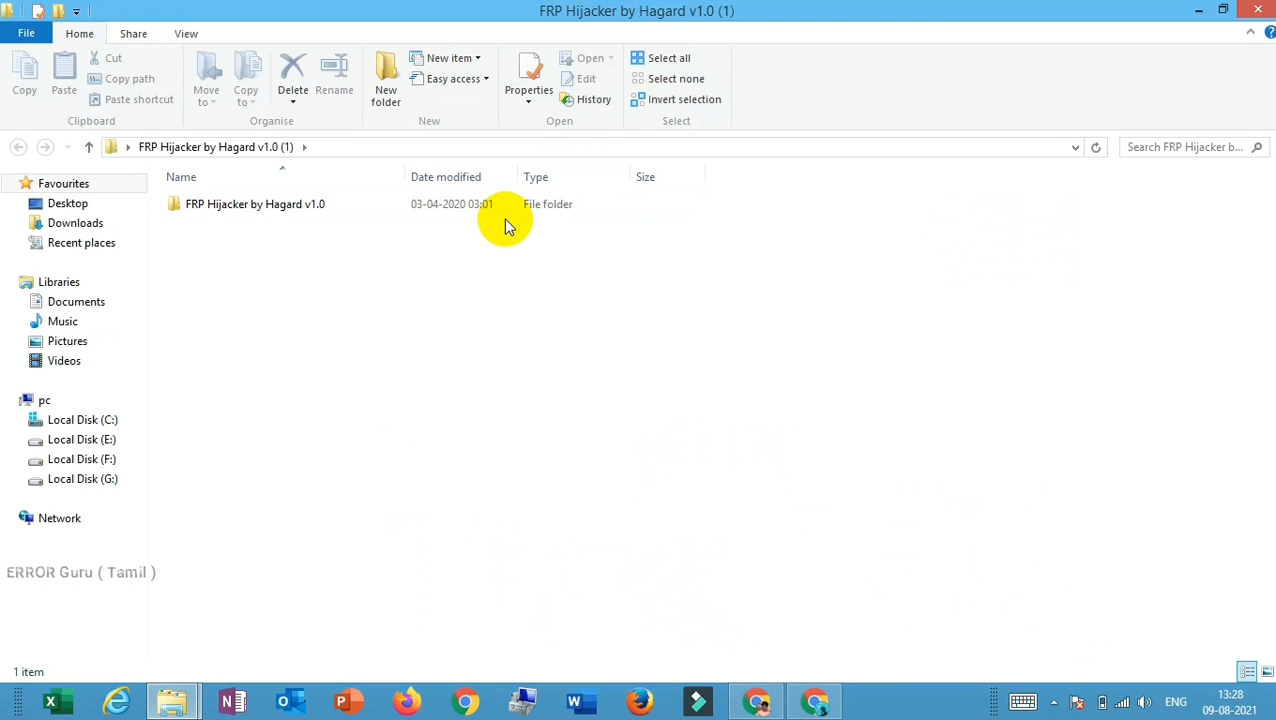 FRP Hijacker by Hagard v1.0 (1)
File Home Share View
Copy
Paste
Cut
Copy path
Paste shortcut
Clipboard
Move to
Copy to
Delete
Rename
Organise
New folder
New item
Easy access
New
Properties
Open
Edit
History
Open
Select all
Select none
Invert selection
Select
FRP Hijacker by Hagard v1.0 (1)
Search FRP Hijacker b...
Name Date modified Type Size
FRP Hijacker by Hagard v1.0 03-04-2020 03:01 File folder
Favourites
Desktop
Downloads
Recent places
Libraries
Documents
Music
Pictures
Videos
pc
Local Disk (C:)
Local Disk (E:)
Local Disk (F:)
Local Disk (G:)
Network
ERROR Guru ( Tamil )
1 item
ENG
13:28
09-08-2021